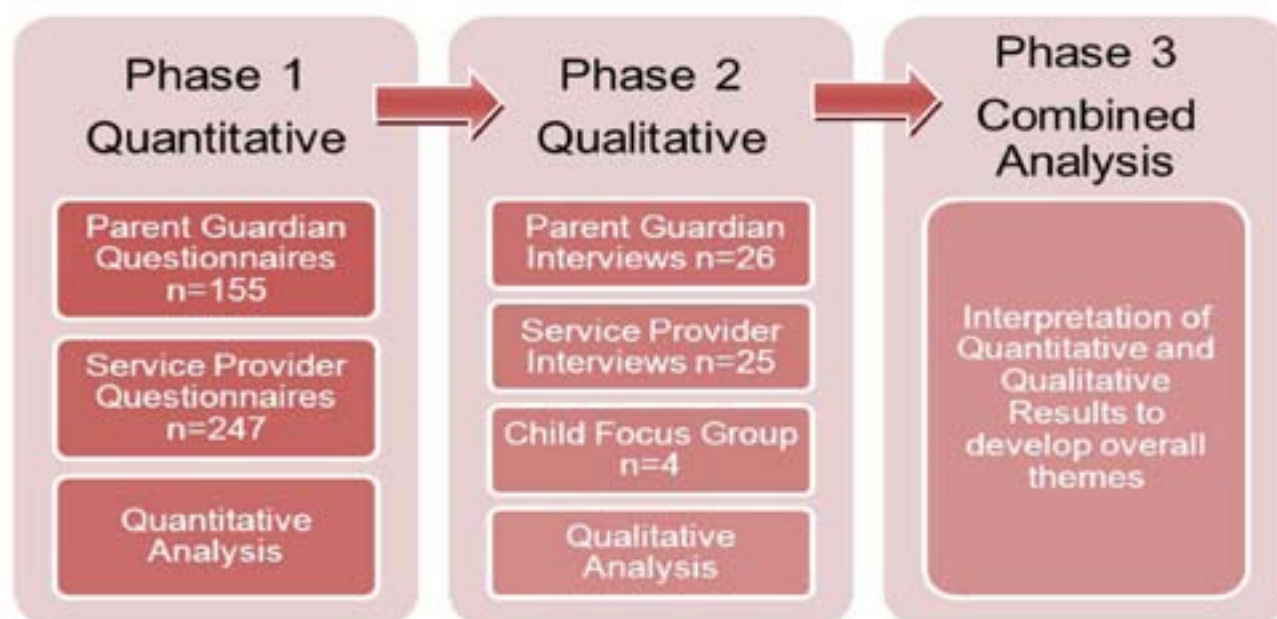 Phase 1
Quantitative
Parent Guardian
Questionnaires
n=155
Service Provider
Questionnaires
n=247
Quantitative
Analysis
Phase 2
Qualitative
Parent Guardian
Interviews n=26
Service Provider
Interviews n=25
Child Focus Group
n=4
Qualitative
Analysis
Phase 3
Combined
Analysis
Interpretation of
Quantitative and
Qualitative
Results to
develop overall
themes